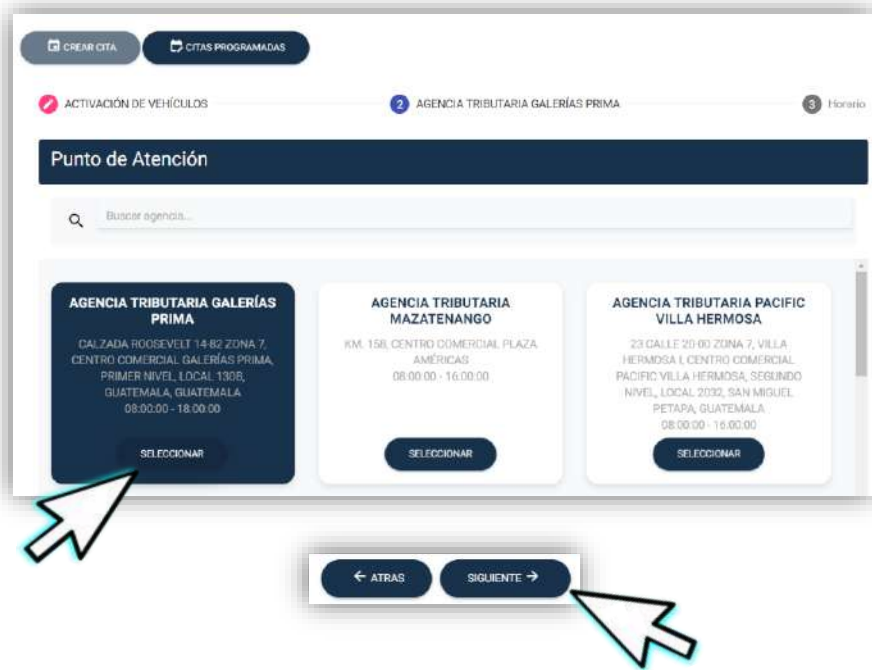 CREAR CITA
CITAS PROGRAMADAS
ACTIVACIÓN DE VEHÍCULOS
2 AGENCIA TRIBUTARIA GALERÍAS PRIMA
3 Horario
Punto de Atención
Buscar agencia...
AGENCIA TRIBUTARIA GALERÍAS
PRIMA
CALZADA ROOSEVELT 14-82 ZONA 7,
CENTRO COMERCIAL GALERÍAS PRIMA,
PRIMER NIVEL, LOCAL 130B,
GUATEMALA, GUATEMALA
08:00:00 - 18:00:00
SELECCIONAR
AGENCIA TRIBUTARIA
MAZATENANGO
KM. 158, CENTRO COMERCIAL PLAZA
AMÉRICAS
08:00:00 - 16:00:00
SELECCIONAR
AGENCIA TRIBUTARIA PACIFIC
VILLA HERMOSA
23 CALLE 20-00 ZONA 7, VILLA
HERMOSA I, CENTRO COMERCIAL
PACIFIC VILLA HERMOSA, SEGUNDO
NIVEL, LOCAL 2032, SAN MIGUEL
PETAPA, GUATEMALA
08:00:00 - 16:00:00
SELECCIONAR
← ATRAS
SIGUIENTE →